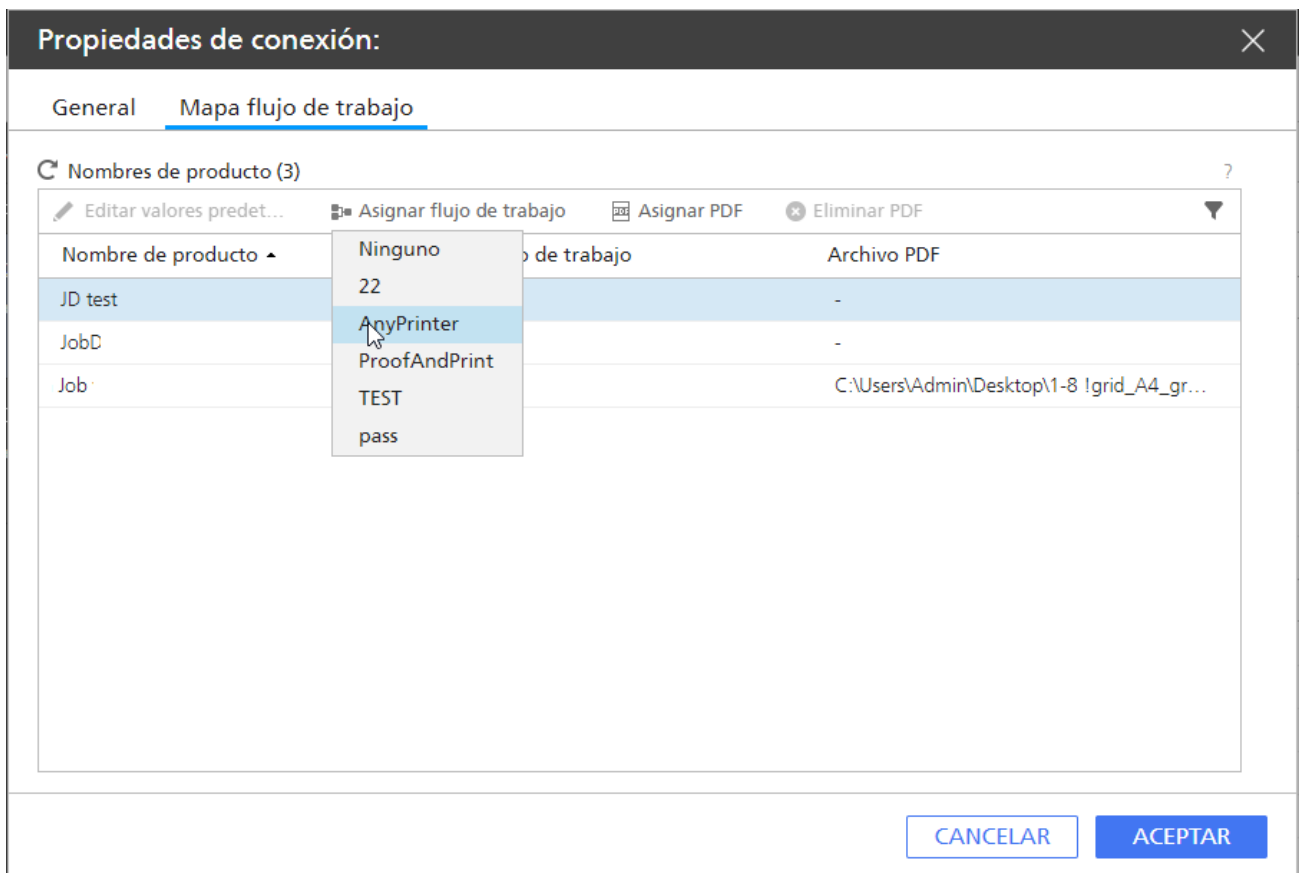 Propiedades de conexión:
General Mapa flujo de trabajo
Nombres de producto (3) ?
Editar valores predet... Asignar flujo de trabajo PDF Asignar PDF Eliminar PDF
Nombre de producto de trabajo Archivo PDF
Ninguno
22
JD test -
AnyPrinter
JobD -
ProofAndPrint
Job C:\Users\Admin\Desktop\1-8 !grid_A4_gr...
TEST
pass
CANCELAR ACEPTAR